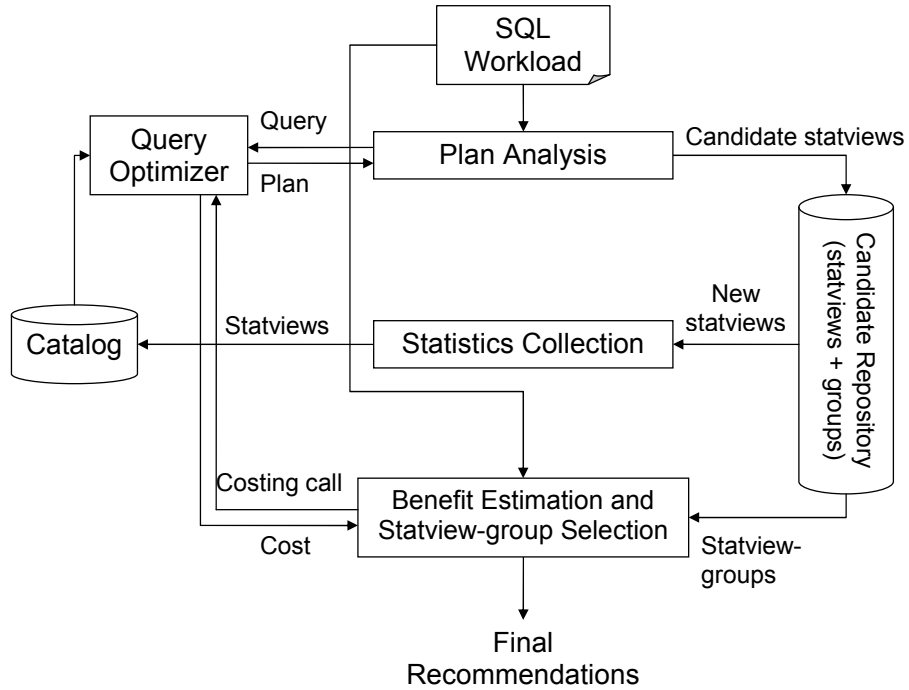 SQL
Workload
Query
Optimizer
Query
Plan
Plan Analysis
Candidate statviews
Candidate Repository
(statviews + groups)
New
statviews
Statistics Collection
Statviews
Catalog
Costing call
Cost
Benefit Estimation and
Statview-group Selection
Statview-
groups
Final
Recommendations